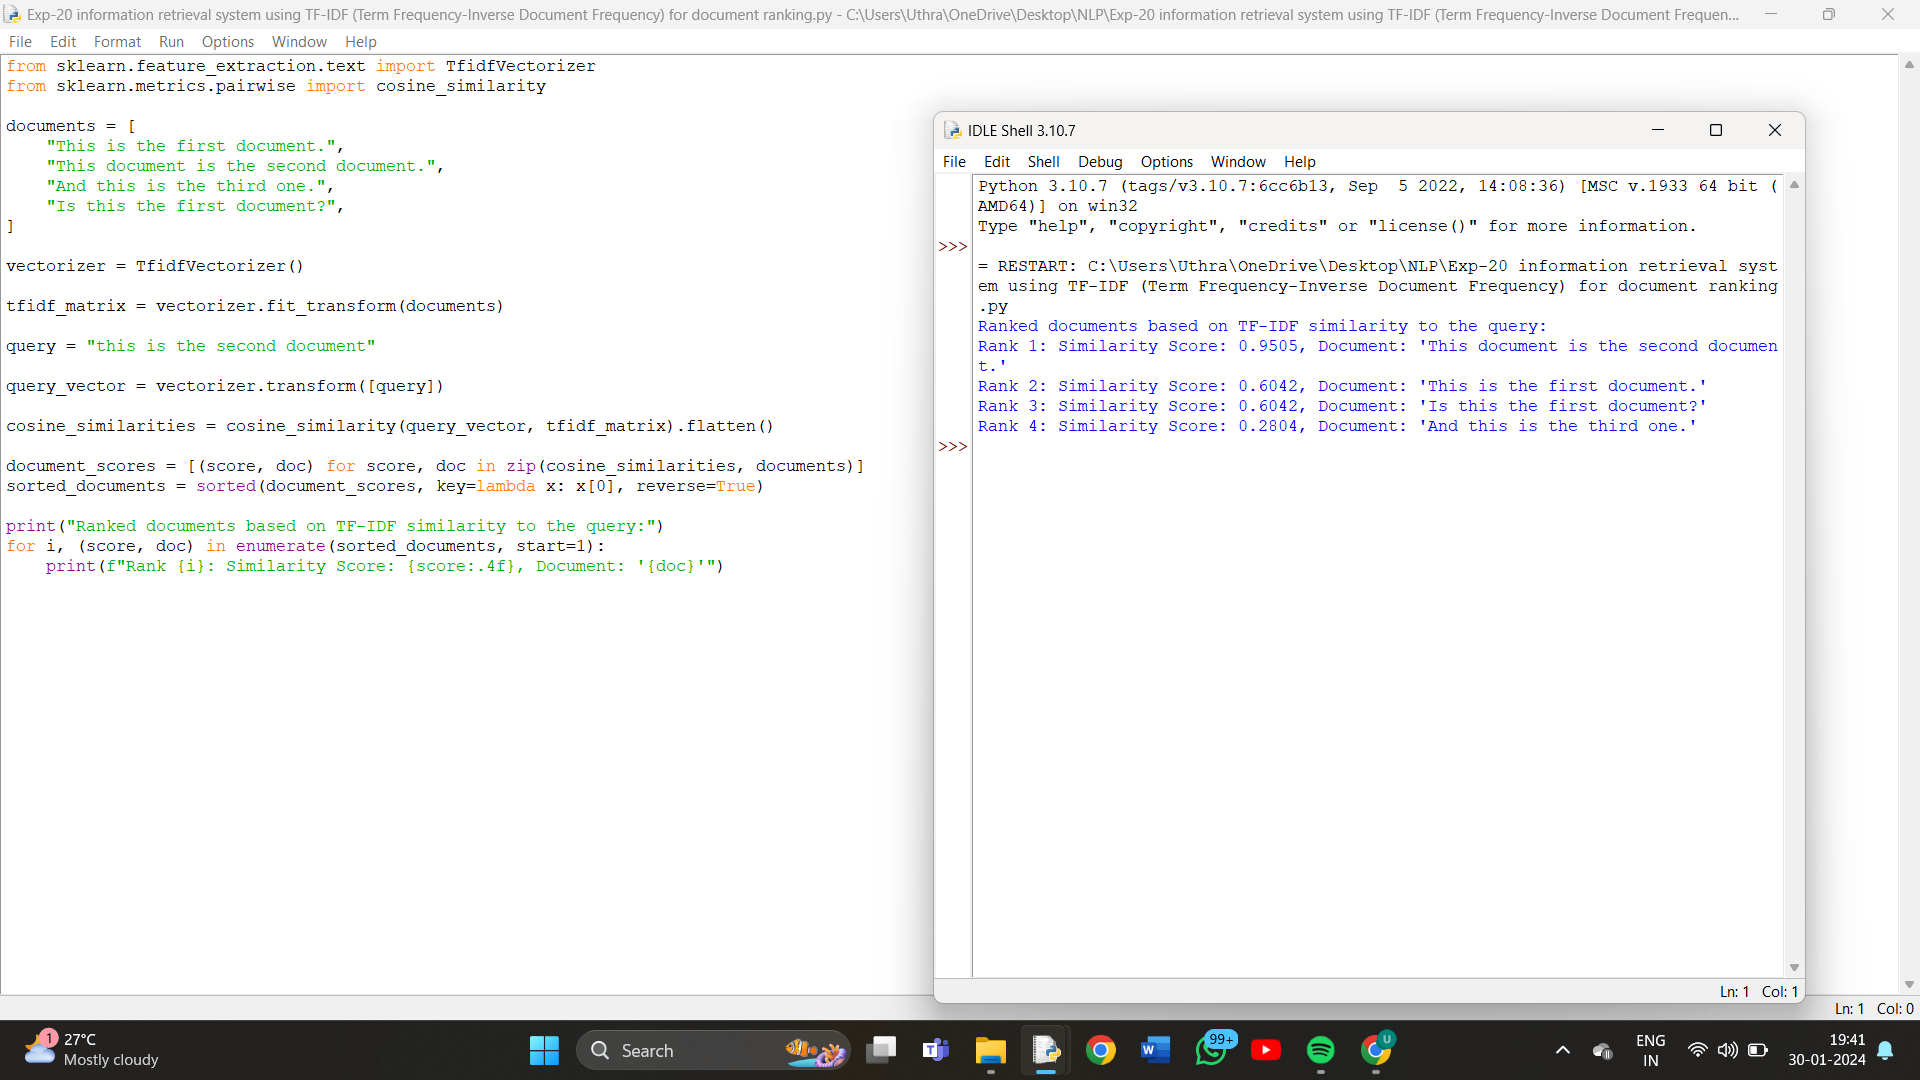 Exp-20 information retrieval system using TF-IDF (Term Frequency-Inverse Document Frequency) for document ranking.py - C:\Users\Uthra\OneDrive\Desktop\NLP\Exp-20 information retrieval system using TF-IDF (Term Frequency-Inverse Document Frequen...
File Edit Format Run Options Window Help
from sklearn.feature_extraction.text import TfidfVectorizer
from sklearn.metrics.pairwise import cosine_similarity
documents = [
    "This is the first document.",
    "This document is the second document.",
    "And this is the third one.",
    "Is this the first document?",
]
vectorizer = TfidfVectorizer()
tfidf_matrix = vectorizer.fit_transform(documents)
query = "this is the second document"
query_vector = vectorizer.transform([query])
cosine_similarities = cosine_similarity(query_vector, tfidf_matrix).flatten()
document_scores = [(score, doc) for score, doc in zip(cosine_similarities, documents)]
sorted_documents = sorted(document_scores, key=lambda x: x[0], reverse=True)
print("Ranked documents based on TF-IDF similarity to the query:")
for i, (score, doc) in enumerate(sorted_documents, start=1):
    print(f"Rank {i}: Similarity Score: {score:.4f}, Document: '{doc}'")
IDLE Shell 3.10.7
File Edit Shell Debug Options Window Help
Python 3.10.7 (tags/v3.10.7:6cc6b13, Sep  5 2022, 14:08:36) [MSC v.1933 64 bit (
AMD64)] on win32
Type "help", "copyright", "credits" or "license()" for more information.
>>>
= RESTART: C:\Users\Uthra\OneDrive\Desktop\NLP\Exp-20 information retrieval syst
em using TF-IDF (Term Frequency-Inverse Document Frequency) for document ranking
.py
Ranked documents based on TF-IDF similarity to the query:
Rank 1: Similarity Score: 0.9505, Document: 'This document is the second documen
t.'
Rank 2: Similarity Score: 0.6042, Document: 'This is the first document.'
Rank 3: Similarity Score: 0.6042, Document: 'Is this the first document?'
Rank 4: Similarity Score: 0.2804, Document: 'And this is the third one.'
>>>
Ln: 1 Col: 1
Ln: 1 Col: 0
1
27°C
Mostly cloudy
Search
T
W
99+
U
ENG
IN
19:41
30-01-2024